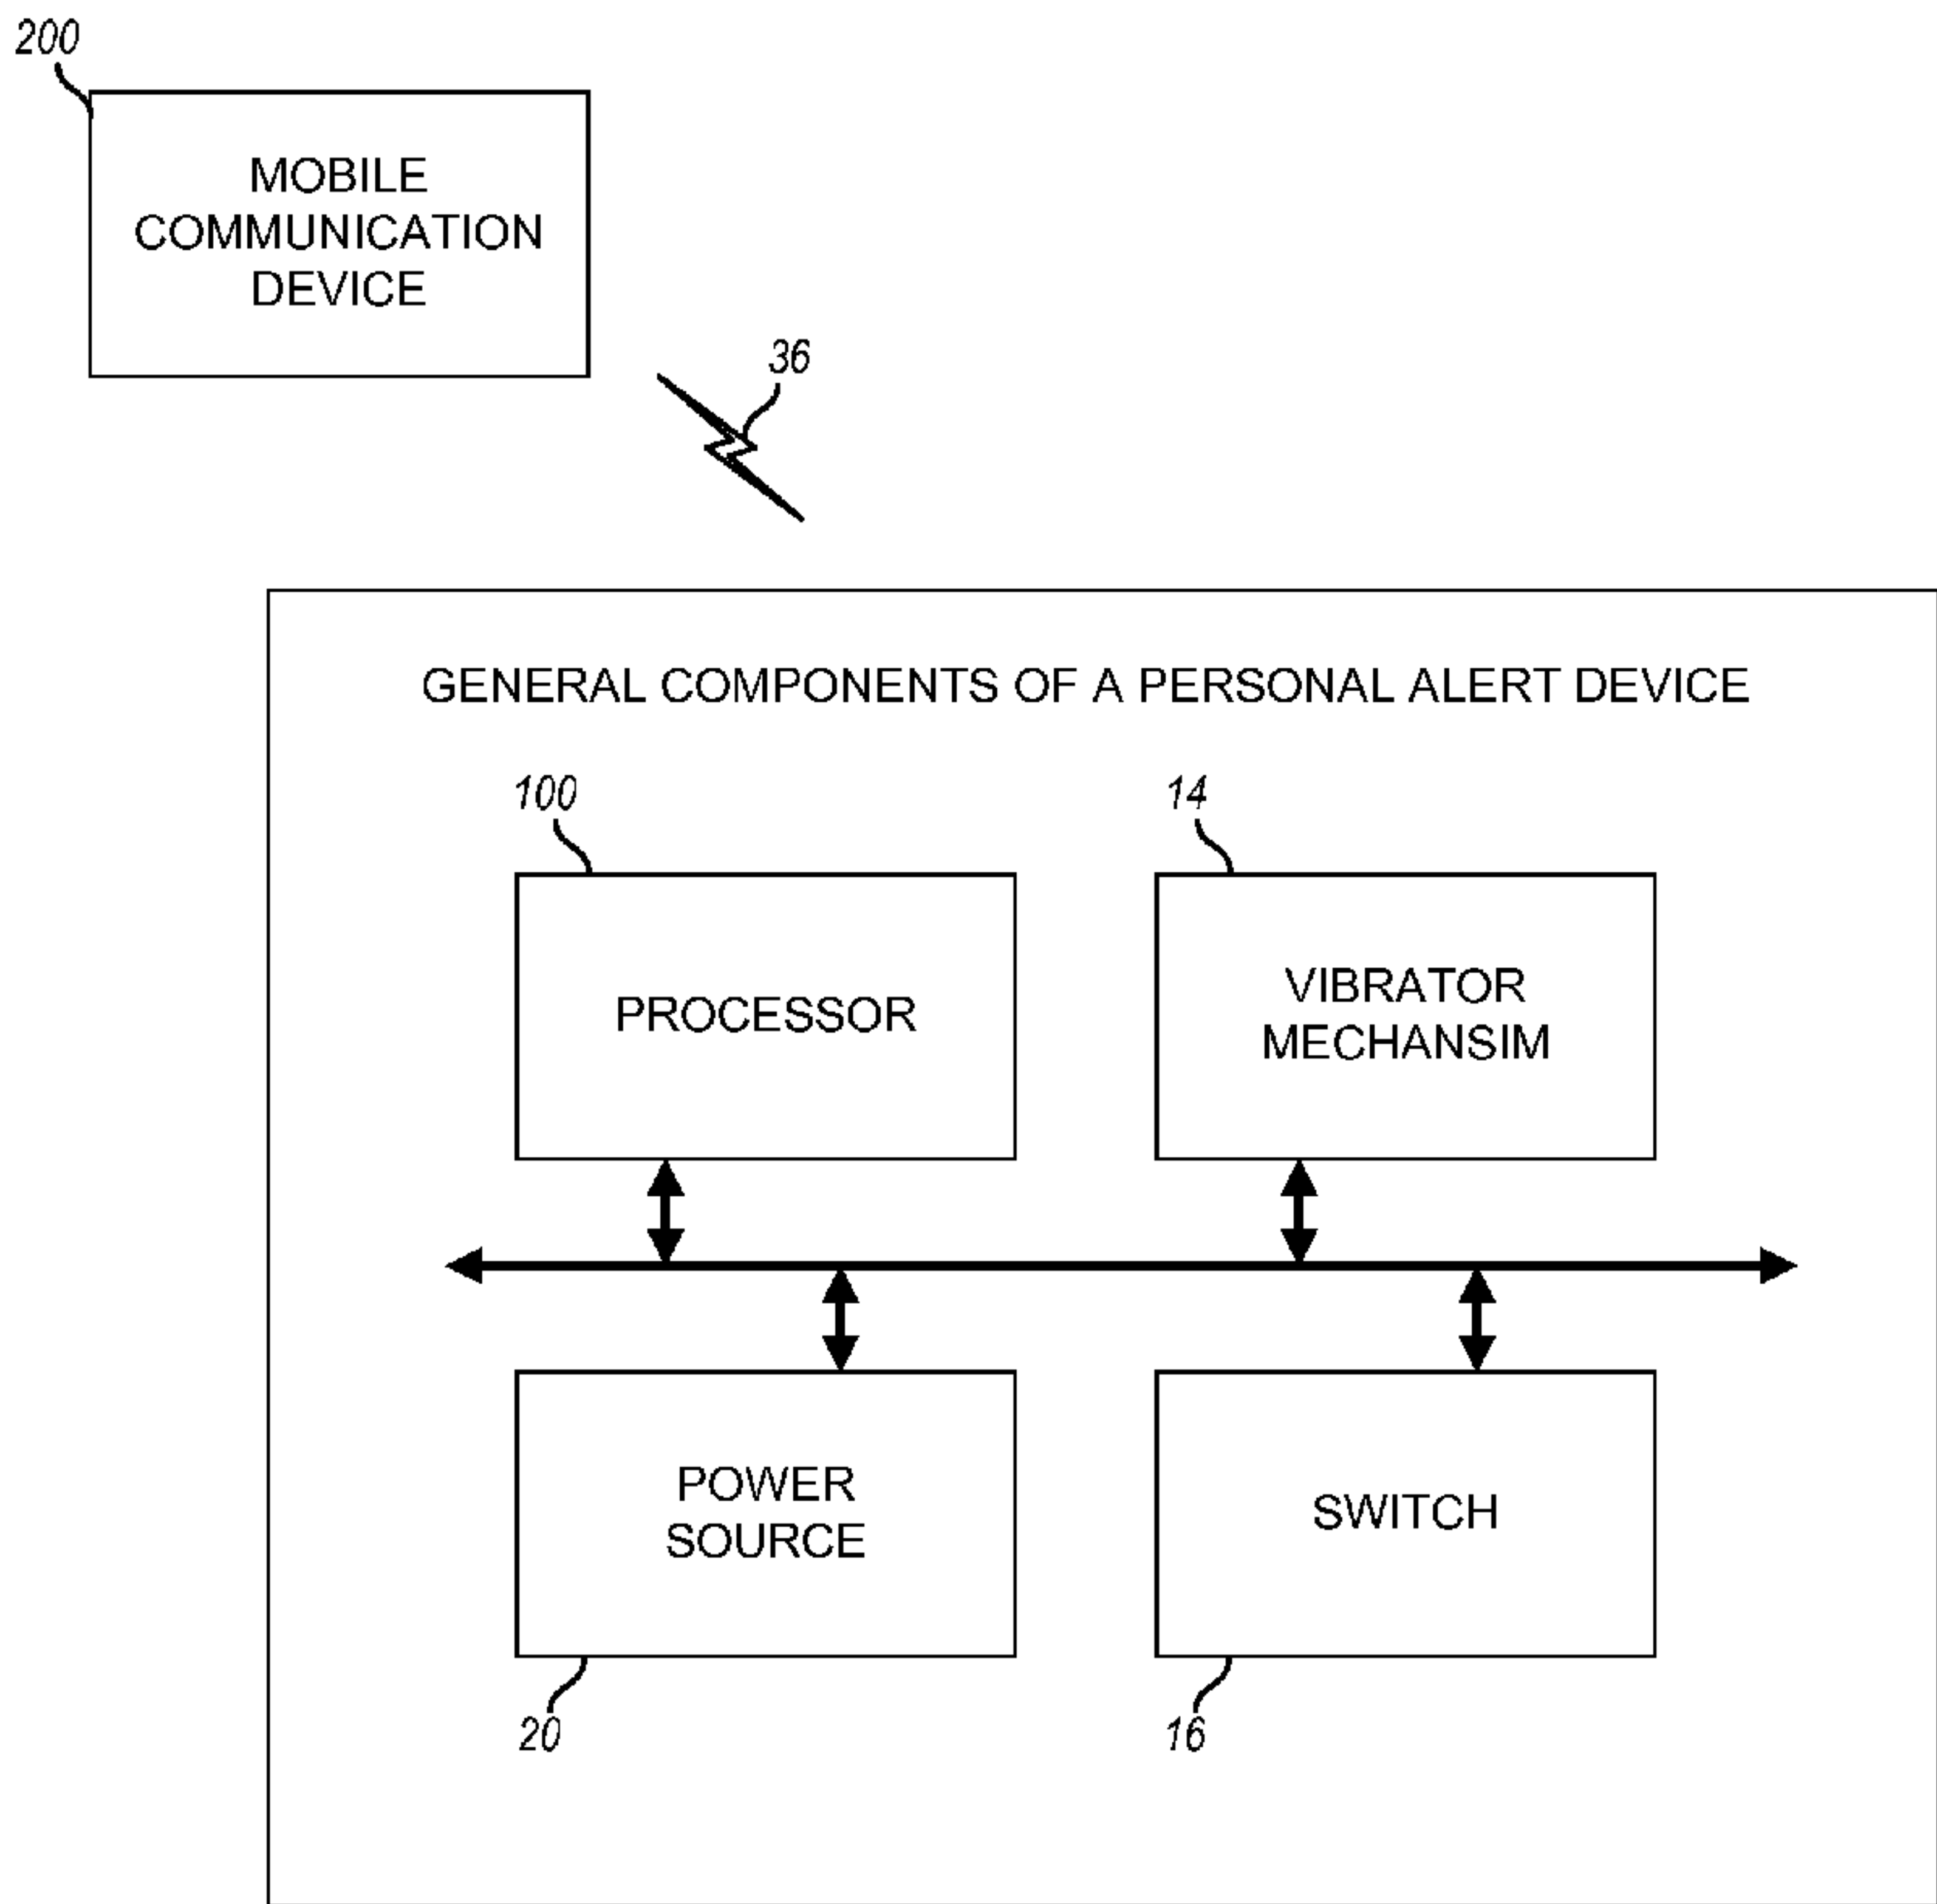 200
MOBILE
COMMUNICATION
DEVICE
36
GENERAL COMPONENTS OF A PERSONAL ALERT DEVICE
100
14
PROCESSOR
VIBRATOR
MECHANSIM
POWER
SOURCE
SWITCH
20
16